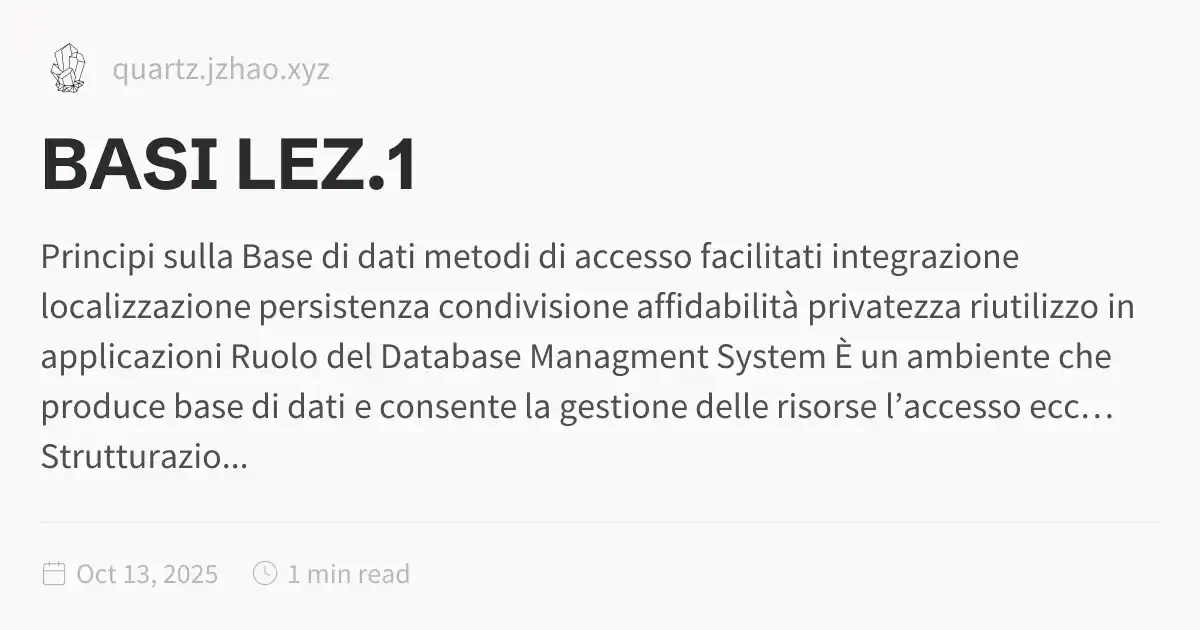 quartz.jzhao.xyz
BASI LEZ.1
Principi sulla Base di dati metodi di accesso facilitati integrazione
localizzazione persistenza condivisione affidabilità privatezza riutilizzo in
applicazioni Ruolo del Database Managment System È un ambiente che
produce base di dati e consente la gestione delle risorse l’accesso ecc…
Strutturazio...
Oct 13, 2025 1 min read